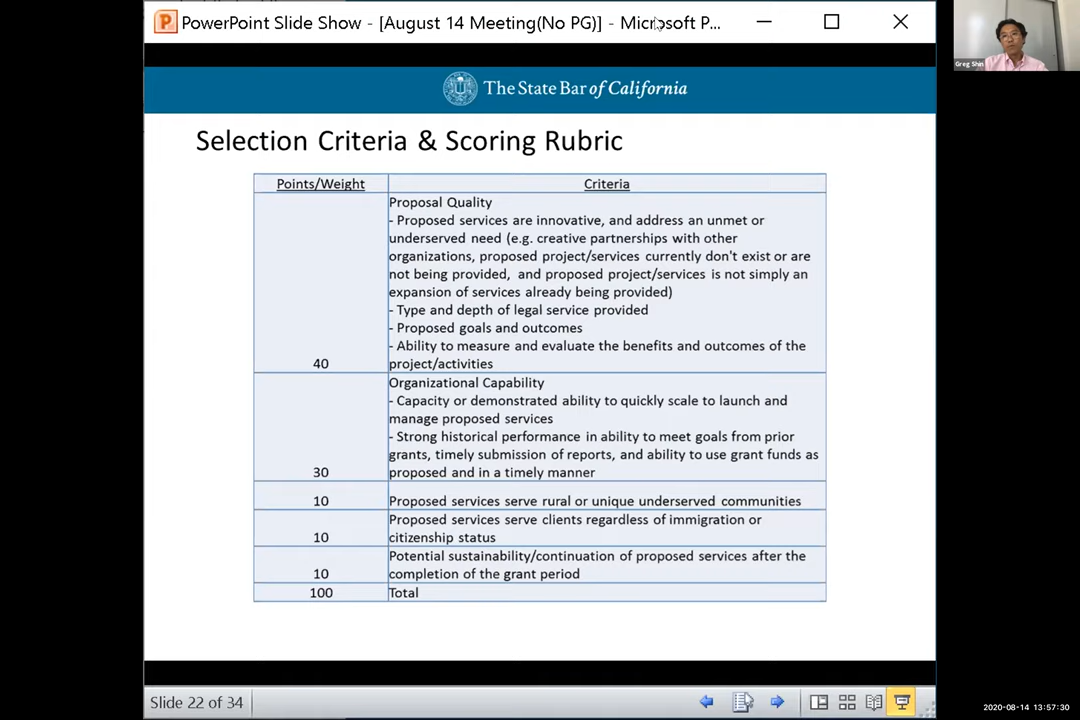 PowerPoint Slide Show - [August 14 Meeting(No PG)] - Microsoft P...
Greg Shin
The State Bar of California
Selection Criteria & Scoring Rubric
Points/Weight
Criteria
Proposal Quality
- Proposed services are innovative, and address an unmet or
underserved need (e.g. creative partnerships with other
organizations, proposed project/services currently don't exist or are
not being provided, and proposed project/services is not simply an
expansion of services already being provided)
- Type and depth of legal service provided
- Proposed goals and outcomes
- Ability to measure and evaluate the benefits and outcomes of the
40
project/activities
Organizational Capability
- Capacity or demonstrated ability to quickly scale to launch and
manage proposed services
- Strong historical performance in ability to meet goals from prior
grants, timely submission of reports, and ability to use grant funds as
30
proposed and in a timely manner
10
Proposed services serve rural or unique underserved communities
Proposed services serve clients regardless of immigration or
10
citizenship status
Potential sustainability/continuation of proposed services after the
10
completion of the grant period
100
Total
Slide 22 of 34
2020-08-14 13:57:30